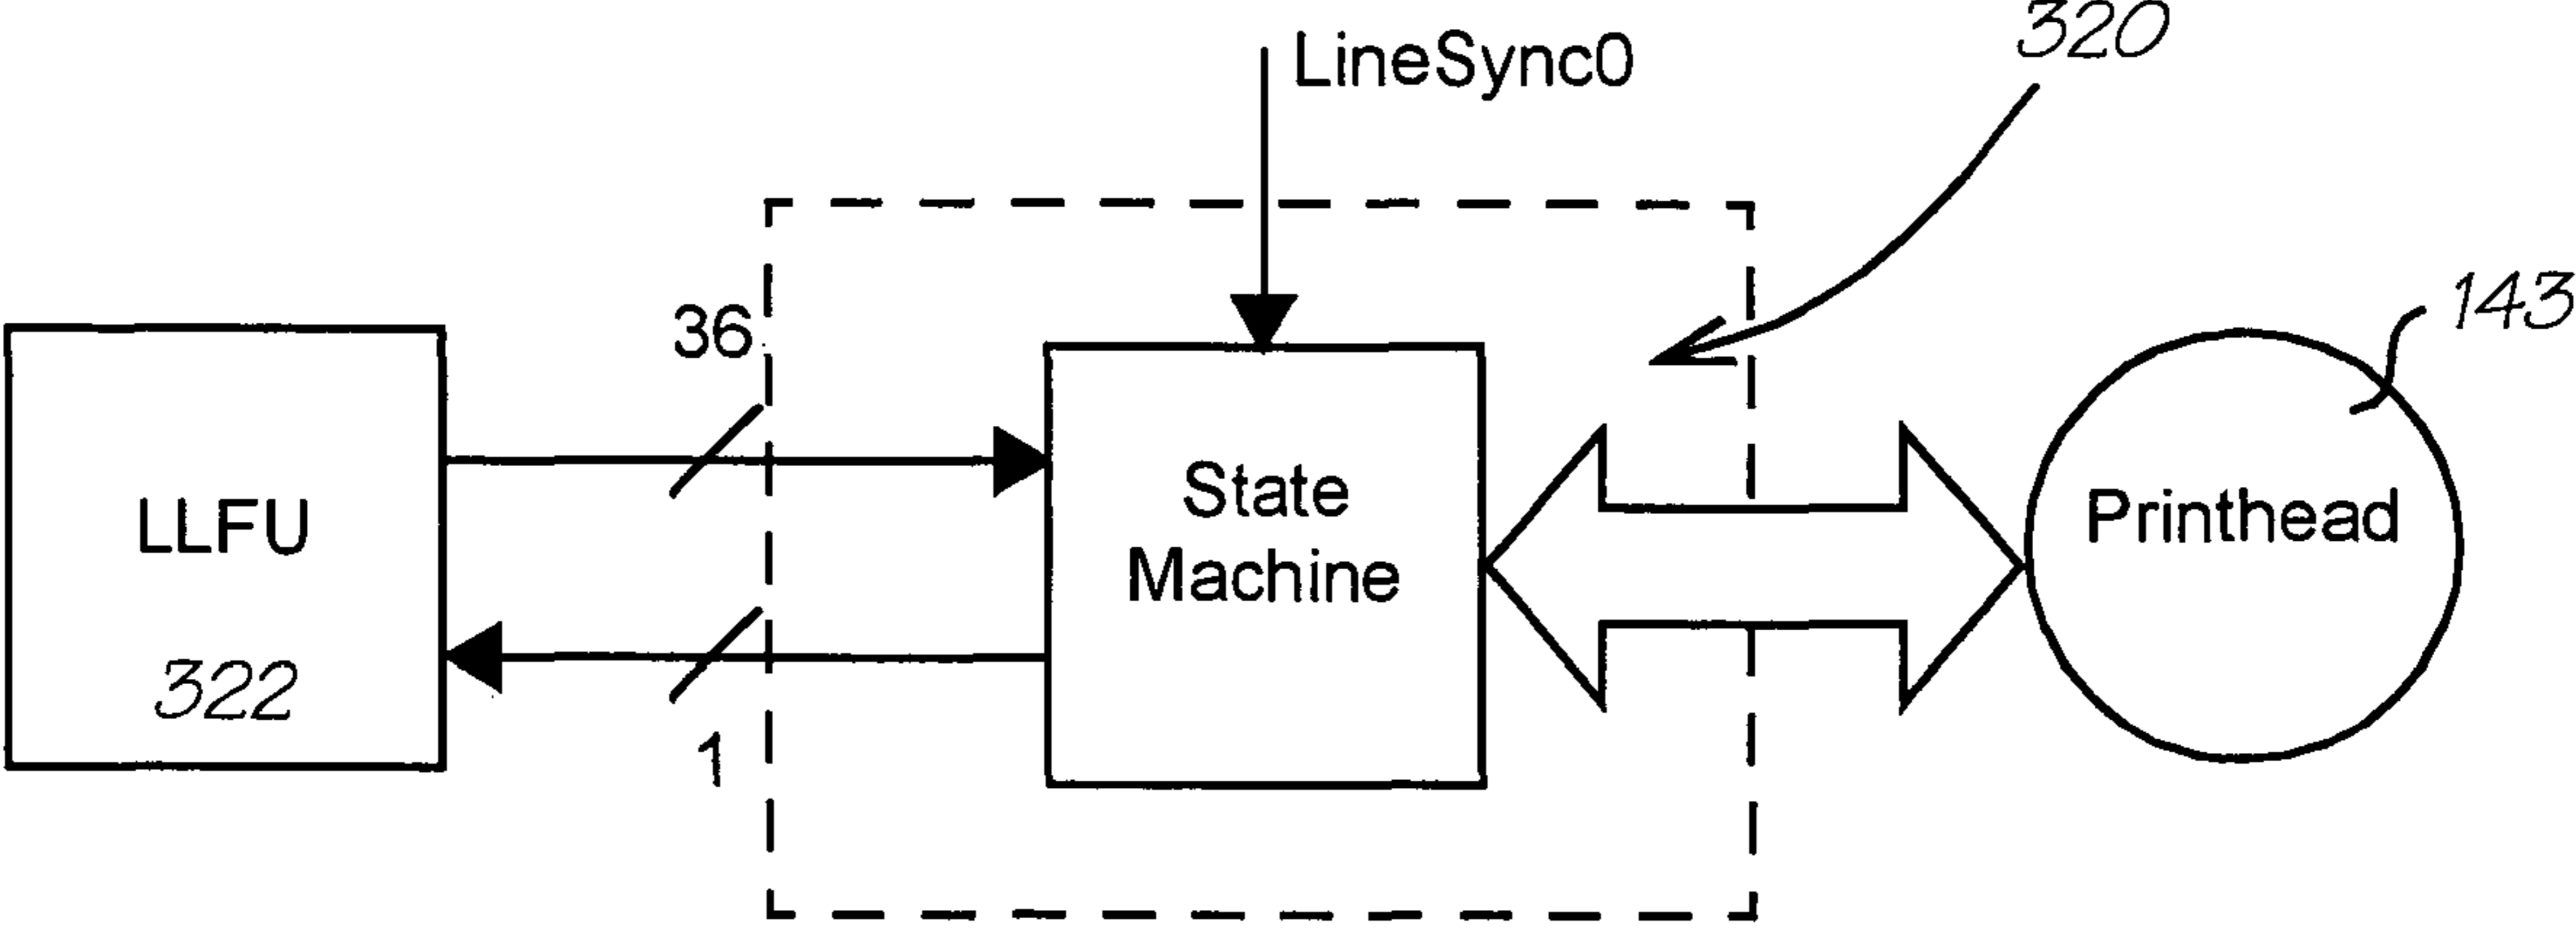 LineSync0
320
36
143
LLFU
322
State
Machine
Printhead
1